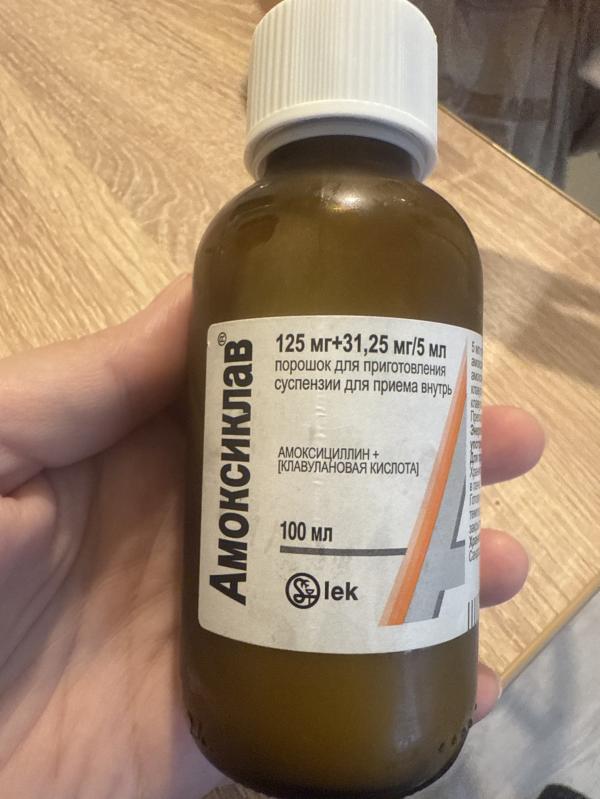 Амоксиклав®
125 мг+31,25 мг/5 мл
порошок для приготовления
суспензии для приема внутрь
АМОКСИЦИЛЛИН +
[КЛАВУЛАНОВАЯ КИСЛОТА]
100 мл
lek